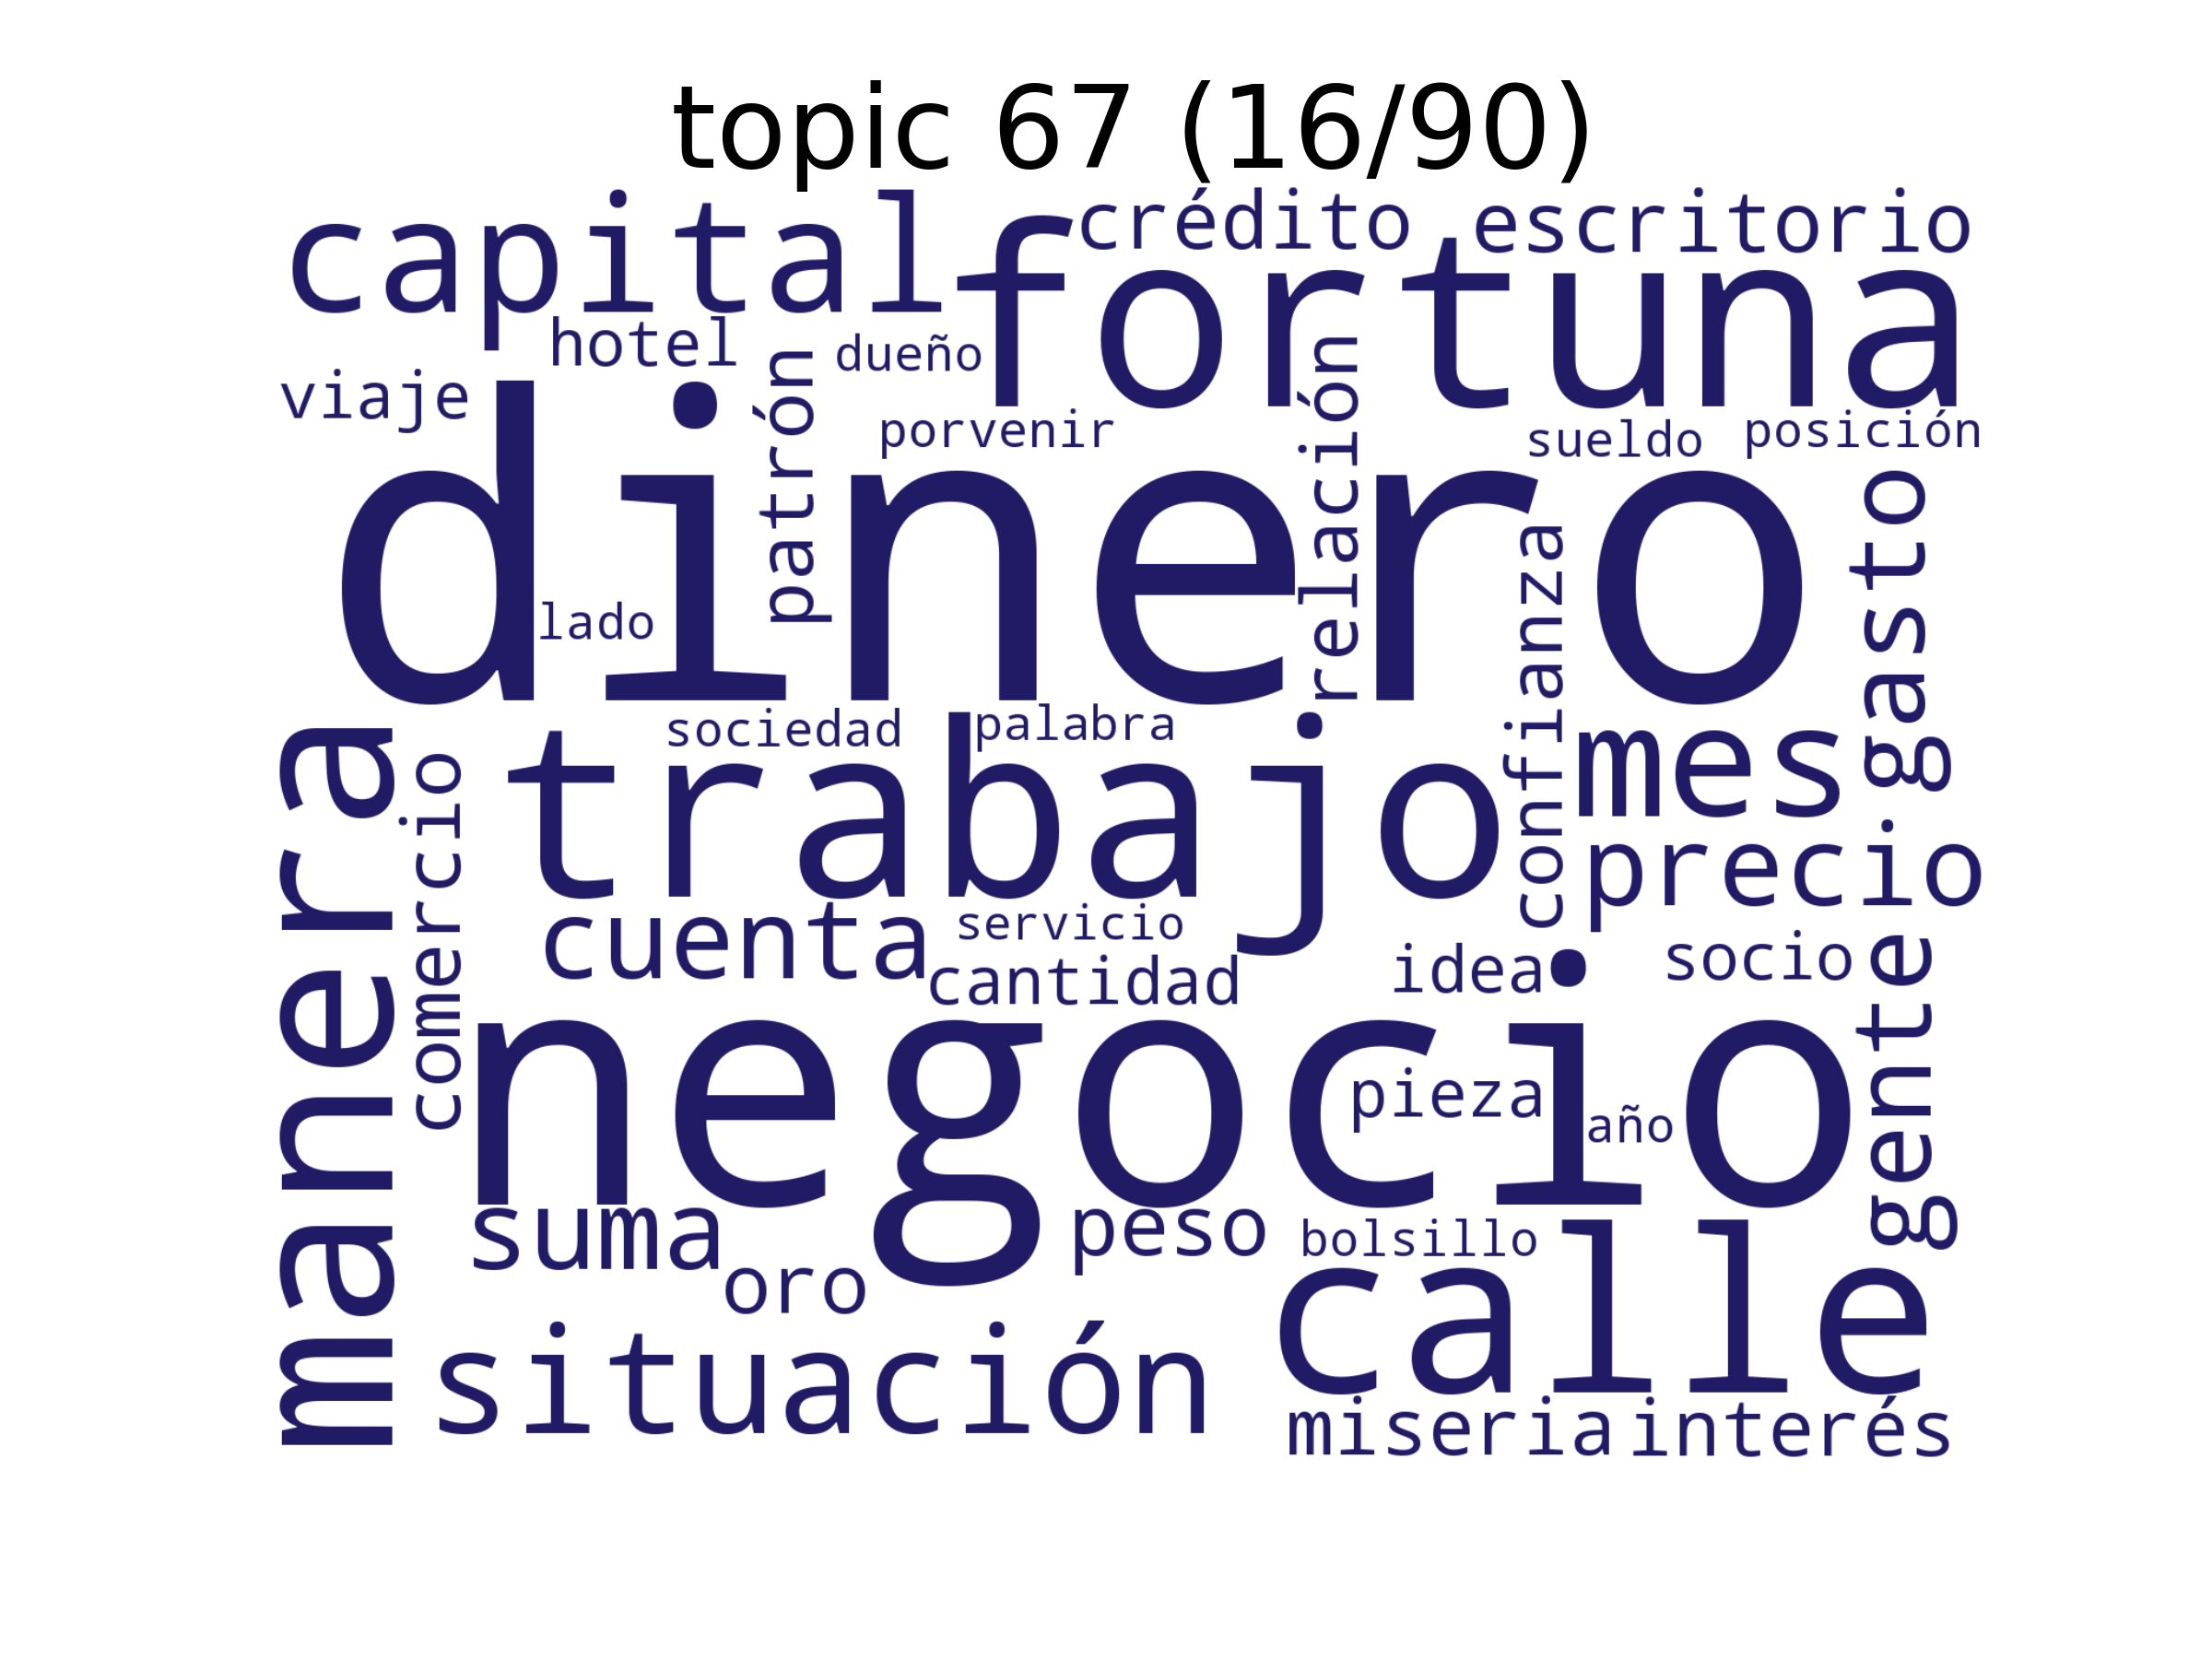 topic 67 (16/90)
capital
fortuna
crédito
escritorio
hotel
dueño
viaje
patrón
porvenir
relación
sueldo
posición
dinero
lado
confianza
gasto
sociedad
palabra
manera
comercio
trabajo
mes
precio
cuenta
servicio
cantidad
idea
socio
gente
negocio
pieza
año
suma
peso
bolsillo
oro
calle
situación
miseria
interés